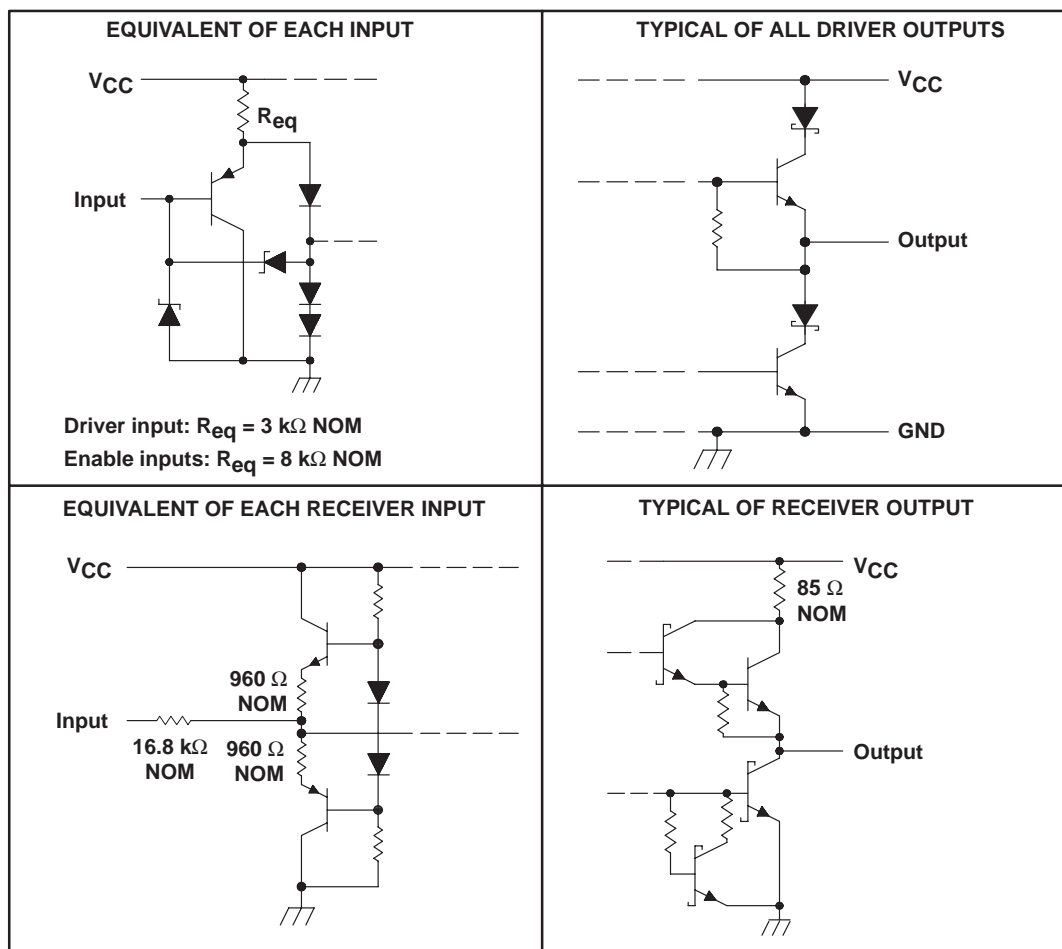 EQUIVALENT OF EACH INPUT
VCC
Req
Input
Driver input: Req = 3 kΩ NOM
Enable inputs: Req = 8 kΩ NOM
TYPICAL OF ALL DRIVER OUTPUTS
VCC
Output
GND
EQUIVALENT OF EACH RECEIVER INPUT
VCC
960 Ω
NOM
Input
16.8 kΩ
NOM
960 Ω
NOM
TYPICAL OF RECEIVER OUTPUT
VCC
85 Ω
NOM
Output